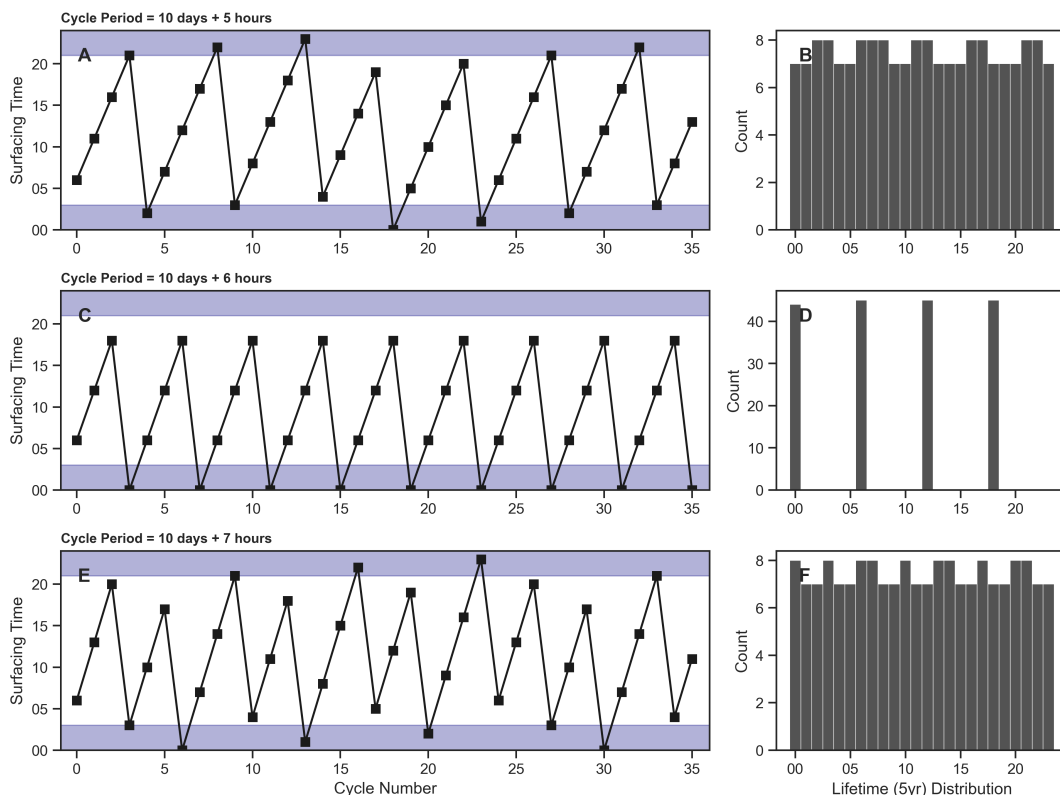 Cycle Period = 10 days + 5 hours
A
Surfacing Time
20
15
10
05
00
0 5 10 15 20 25 30 35
B
Count
8
6
4
2
0
00 05 10 15 20
Cycle Period = 10 days + 6 hours
C
Surfacing Time
20
15
10
05
00
0 5 10 15 20 25 30 35
D
Count
40
30
20
10
0
00 05 10 15 20
Cycle Period = 10 days + 7 hours
E
Surfacing Time
20
15
10
05
00
0 5 10 15 20 25 30 35
Cycle Number
F
Count
8
6
4
2
0
00 05 10 15 20
Lifetime (5yr) Distribution